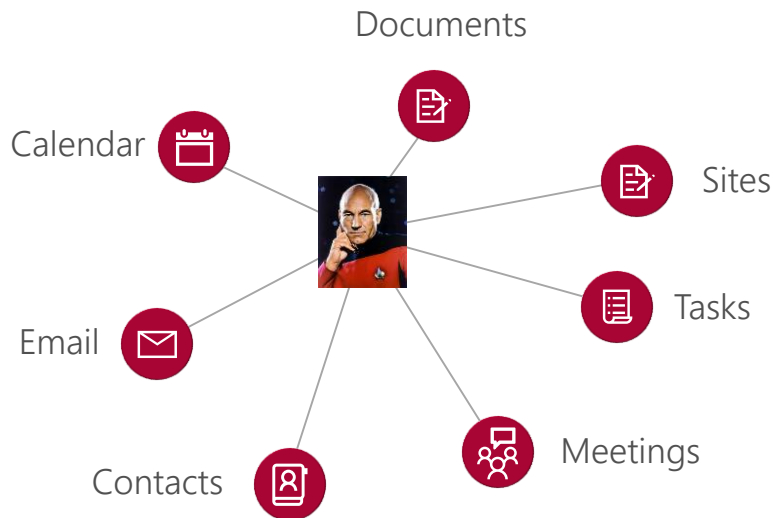 Documents
Calendar
Sites
Tasks
Email
Meetings
Contacts